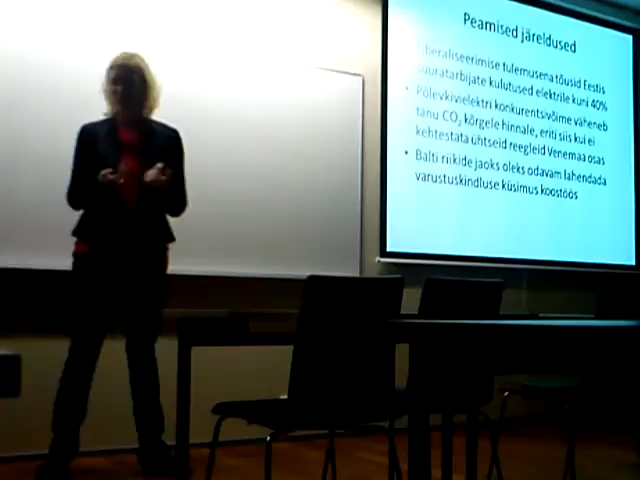 Peamised järeldused
liberaliseerimise tulemusena tõusid Eestis
suuratarbijate kulutused elektrile kuni 40%
• Põlevkivielektri konkurentsivõime väheneb
tänu CO₂ kõrgele hinnale, eriti siis kui ei
kehtestata ühtseid reegleid Venemaa osas
• Balti riikide jaoks oleks odavam lahendada
varustuskindluse küsimus koostöös